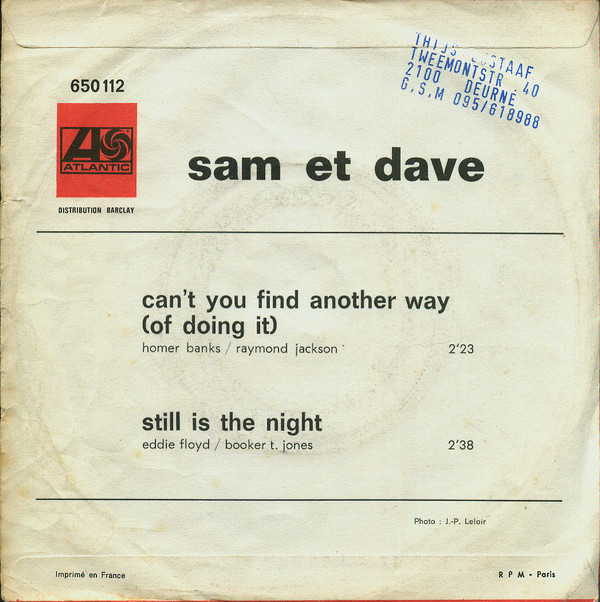 THIJS GUSTAAF
TWEEMONTSTR. 40
2100 DEURNE
G.S.M 095/618988
650 112
ATLANTIC
DISTRIBUTION BARCLAY
sam et dave
can't you find another way
(of doing it)
homer banks / raymond jackson 2'23
still is the night
eddie floyd / booker t. jones 2'38
Photo : J.-P. Leloir
Imprimé en France
R P M - Paris